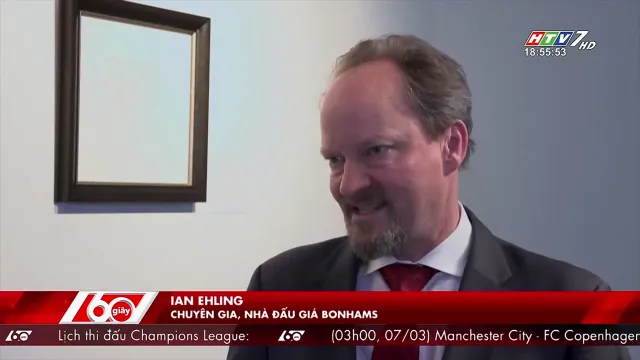 HTV7 HD
18:55:53
60 giây
IAN EHLING
CHUYÊN GIA, NHÀ ĐẤU GIÁ BONHAMS
Lịch thi đấu Champions League: 60 (03h00, 07/03) Manchester City - FC Copenhagen